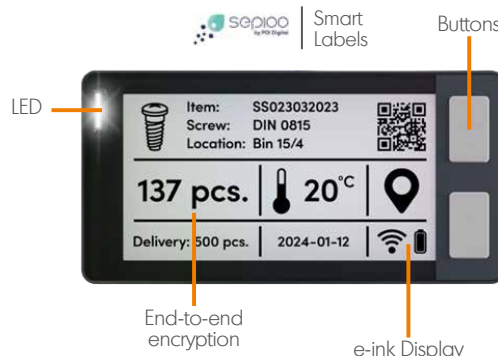 sepioo
by PDi Digital
Smart
Labels
Buttons
LED
Item: SS023032023
Screw: DIN 0815
Location: Bin 15/4
137 pcs.
20°C
Delivery: 500 pcs.
2024-01-12
End-to-end
encryption
e-ink Display